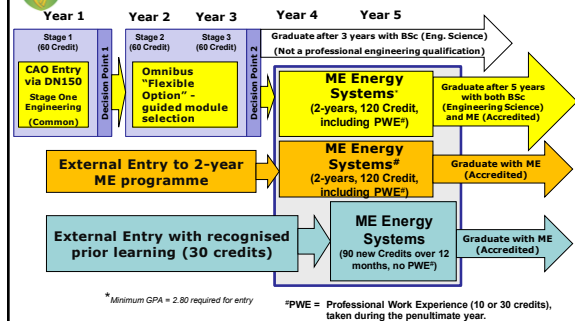 Year 1 Year 2 Year 3 Year 4 Year 5
Stage 1
(60 Credit)
CAO Entry
via DN150
Stage One
Engineering
(Common)
Decision Point 1
Stage 2
(60 Credit)
Stage 3
(60 Credit)
Omnibus
“Flexible
Option” -
guided module
selection
Decision Point 2
Graduate after 3 years with BSc (Eng. Science)
(Not a professional engineering qualification)
ME Energy
Systems*
(2-years, 120 Credit,
including PWE#)
Graduate after 5 years
with both BSc
(Engineering Science)
and ME (Accredited)
External Entry to 2-year
ME programme
ME Energy
Systems#
(2-years, 120 Credit,
including PWE#)
Graduate with ME
(Accredited)
External Entry with recognised
prior learning (30 credits)
ME Energy
Systems
(90 new Credits over 12
months, no PWE#)
Graduate with ME
(Accredited)
*Minimum GPA = 2.80 required for entry
#PWE = Professional Work Experience (10 or 30 credits),
taken during the penultimate year.